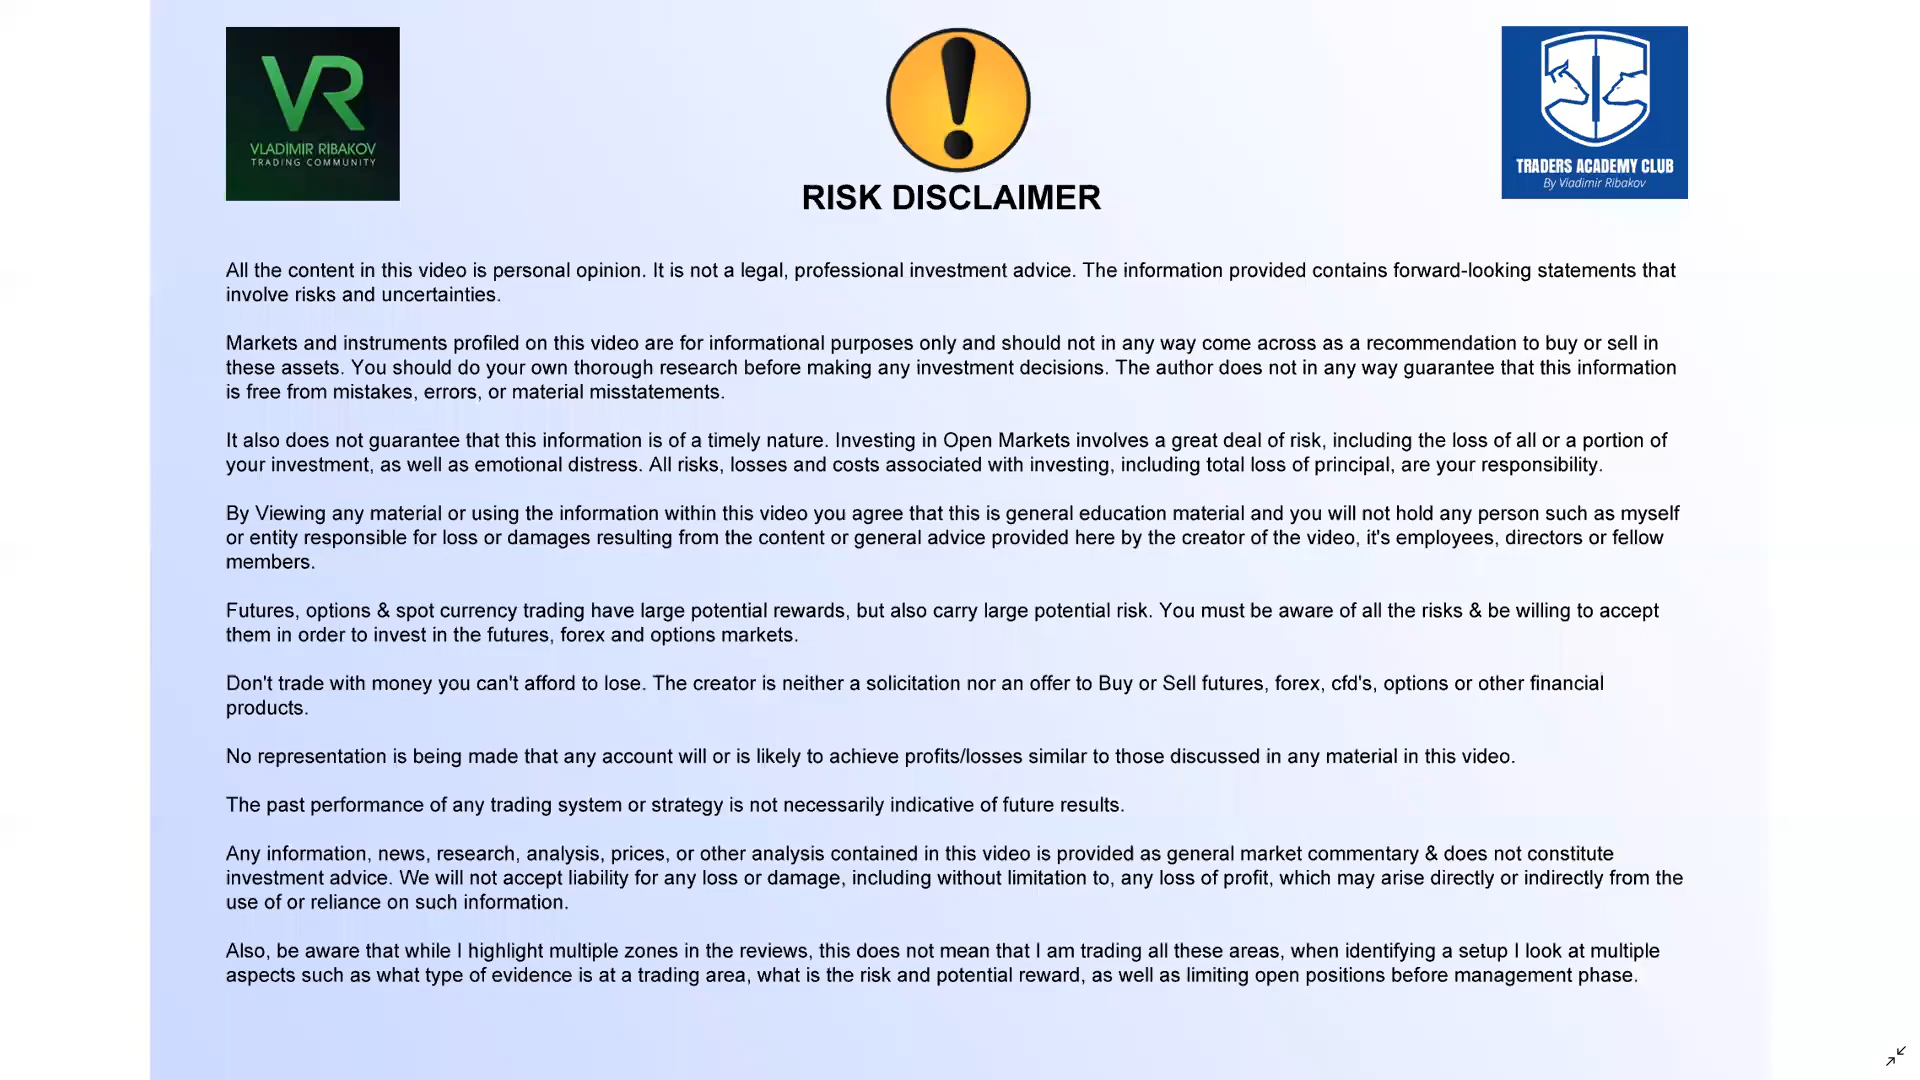 VR
VLADIMIR RIBAKOV
TRADING COMMUNITY
TRADERS ACADEMY CLUB
By Vladimir Ribakov
RISK DISCLAIMER
All the content in this video is personal opinion. It is not a legal, professional investment advice. The information provided contains forward-looking statements that
involve risks and uncertainties.
Markets and instruments profiled on this video are for informational purposes only and should not in any way come across as a recommendation to buy or sell in
these assets. You should do your own thorough research before making any investment decisions. The author does not in any way guarantee that this information
is free from mistakes, errors, or material misstatements.
It also does not guarantee that this information is of a timely nature. Investing in Open Markets involves a great deal of risk, including the loss of all or a portion of
your investment, as well as emotional distress. All risks, losses and costs associated with investing, including total loss of principal, are your responsibility.
By Viewing any material or using the information within this video you agree that this is general education material and you will not hold any person such as myself
or entity responsible for loss or damages resulting from the content or general advice provided here by the creator of the video, it's employees, directors or fellow
members.
Futures, options & spot currency trading have large potential rewards, but also carry large potential risk. You must be aware of all the risks & be willing to accept
them in order to invest in the futures, forex and options markets.
Don't trade with money you can't afford to lose. The creator is neither a solicitation nor an offer to Buy or Sell futures, forex, cfd's, options or other financial
products.
No representation is being made that any account will or is likely to achieve profits/losses similar to those discussed in any material in this video.
The past performance of any trading system or strategy is not necessarily indicative of future results.
Any information, news, research, analysis, prices, or other analysis contained in this video is provided as general market commentary & does not constitute
investment advice. We will not accept liability for any loss or damage, including without limitation to, any loss of profit, which may arise directly or indirectly from the
use of or reliance on such information.
Also, be aware that while I highlight multiple zones in the reviews, this does not mean that I am trading all these areas, when identifying a setup I look at multiple
aspects such as what type of evidence is at a trading area, what is the risk and potential reward, as well as limiting open positions before management phase.